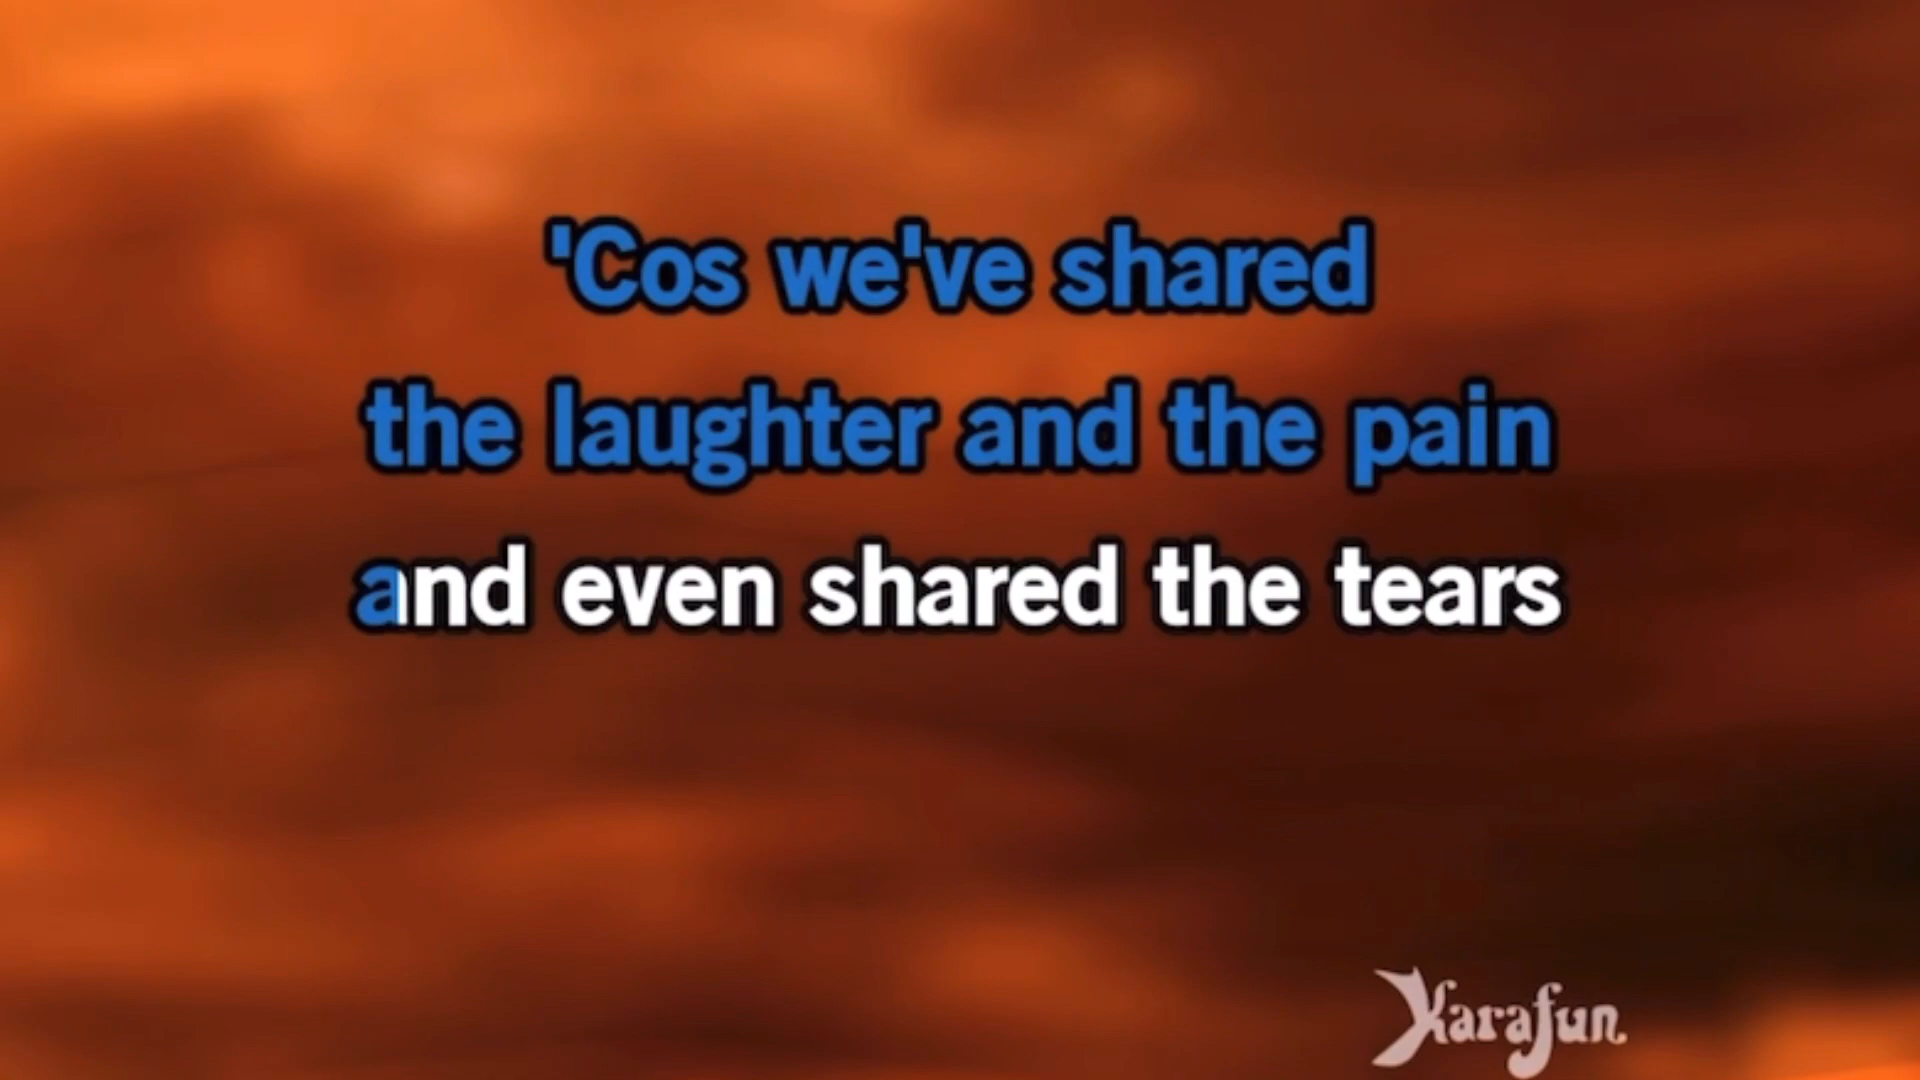 'Cos we've shared
the laughter and the pain
and even shared the tears
Karafun